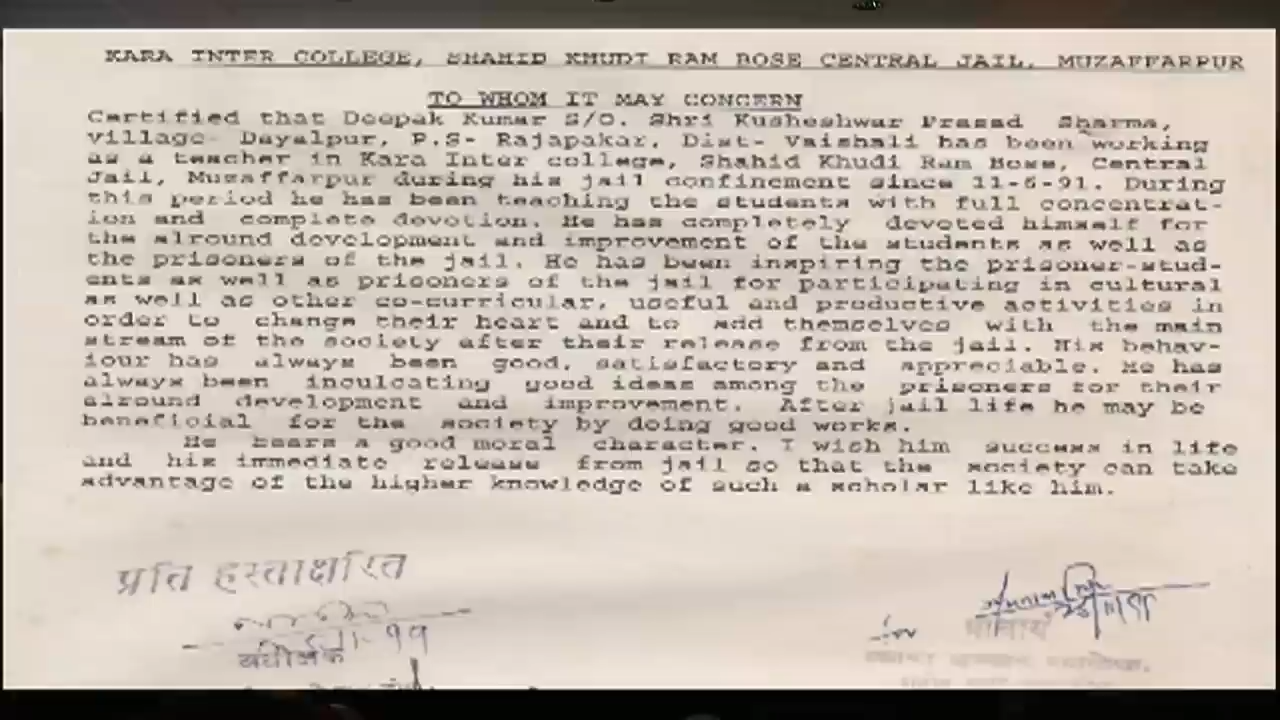 KARA INTER COLLEGE, SHAHID KHUDI RAM BOSE CENTRAL JAIL, MUZAFFARPUR
TO WHOM IT MAY CONCERN
Certified that Deepak Kumar S/O. Shri Kusheshwar Prasad Sharma,
village- Dayalpur, P.S- Rajapakar, Dist- Vaishali has been working
as a teacher in Kara Inter college, Shahid Khudi Ram Bose, Central
Jail, Muzaffarpur during his jail confinement since 11-6-91. During
this period he has been teaching the students with full concentrat-
ion and complete devotion. He has completely devoted himself for
the alround development and improvement of the students as well as
the prisoners of the jail. He has been inspiring the prisoner-stud-
ents as well as prisoners of the jail for participating in cultural
as well as other co-curricular, useful and productive activities in
order to change their heart and to add themselves with the main
stream of the society after their release from the jail. His behav-
iour has always been good, satisfactory and appreciable. He has
always been inculcating good ideas among the prisoners for their
alround development and improvement. After jail life he may be
beneficial for the society by doing good works.
He bears a good moral character. I wish him success in life
and his immediate release from jail so that the society can take
advantage of the higher knowledge of such a scholar like him.
प्रति हस्ताक्षरित
प्राचार्य